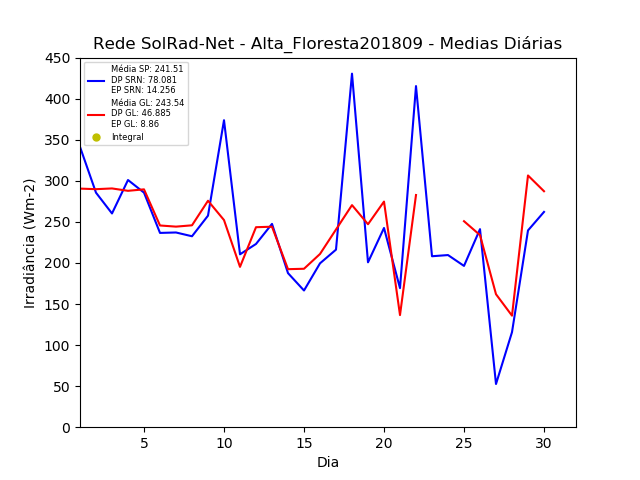 Rede SolRad-Net - Alta_Floresta201809 - Medias Diárias
450
400
350
300
250
200
150
100
50
0
Irradiância (Wm-2)
Média SP: 241.51
DP SRN: 78.081
EP SRN: 14.256
Média GL: 243.54
DP GL: 46.885
EP GL: 8.86
Integral
5
10
15
20
25
30
Dia